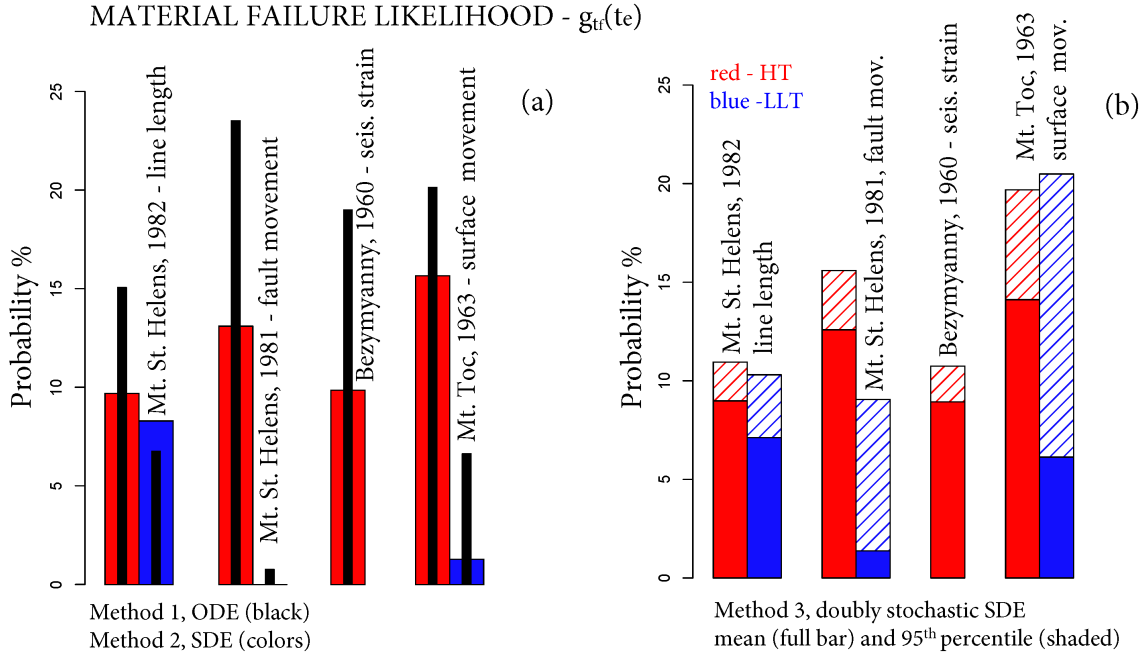 MATERIAL FAILURE LIKELIHOOD - gtf(te)
(a)
Probability %
25
20
15
10
5
0
Mt. St. Helens, 1982 - line length
Mt. St. Helens, 1981 - fault movement
Bezymyanny, 1960 - seis. strain
Mt. Toc, 1963 - surface movement
Method 1, ODE (black)
Method 2, SDE (colors)
red - HT
blue -LLT
(b)
Probability %
25
20
15
10
5
0
Mt. St. Helens, 1982
line length
Mt. St. Helens, 1981, fault mov.
Bezymyanny, 1960 - seis. strain
Mt. Toc, 1963
surface mov.
Method 3, doubly stochastic SDE
mean (full bar) and 95th percentile (shaded)